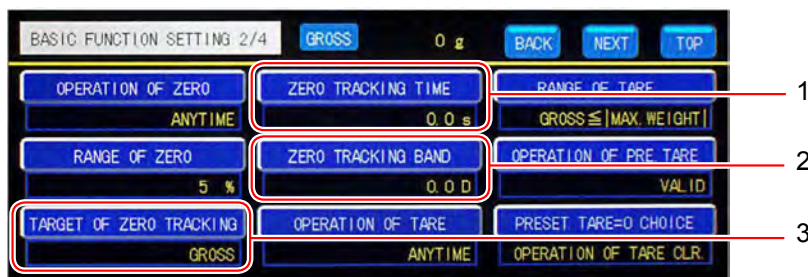 BASIC FUNCTION SETTING 2/4 GROSS 0 g BACK NEXT TOP
OPERATION OF ZERO ZERO TRACKING TIME RANGE OF TARE 1
ANYTIME 0.0 s GROSS≦|MAX.WEIGHT|
RANGE OF ZERO ZERO TRACKING BAND OPERATION OF PRE.TARE 2
5 % 0.0 D VALID
TARGET OF ZERO TRACKING OPERATION OF TARE PRESET TARE=0 CHOICE 3
GROSS ANYTIME OPERATION OF TARE CLR